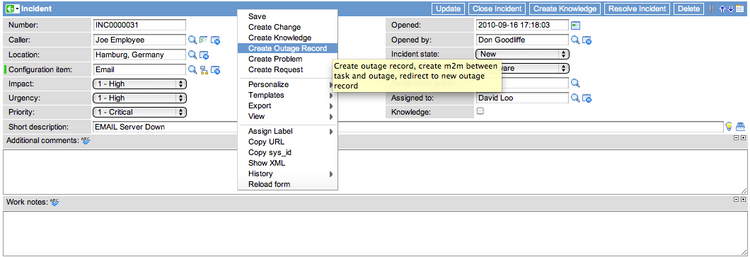 Incident Update Close Incident Create Knowledge Resolve Incident Delete
Number: INC0000031 Opened: 2010-09-16 17:18:03
Caller: Joe Employee Opened by: Don Goodliffe
Location: Hamburg, Germany Incident state: New
Configuration item: Email ware
Impact: 1 - High
Urgency: 1 - High Assigned to: David Loo
Priority: 1 - Critical Knowledge:
Short description: EMAIL Server Down
Additional comments:
Work notes:
Save
Create Change
Create Knowledge
Create Outage Record
Create Problem
Create Request
Personalize
Templates
Export
View
Assign Label
Copy URL
Copy sys_id
Show XML
History
Reload form
Create outage record, create m2m between
task and outage, redirect to new outage
record